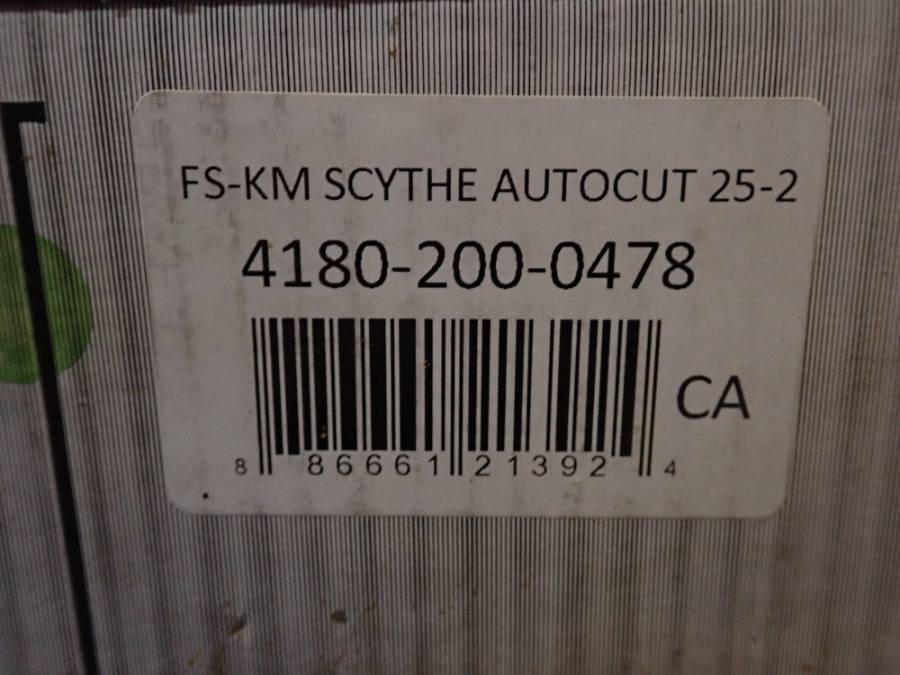 FS-KM SCYTHE AUTOCUT 25-2
4180-200-0478
CA
8 86661 21392 4